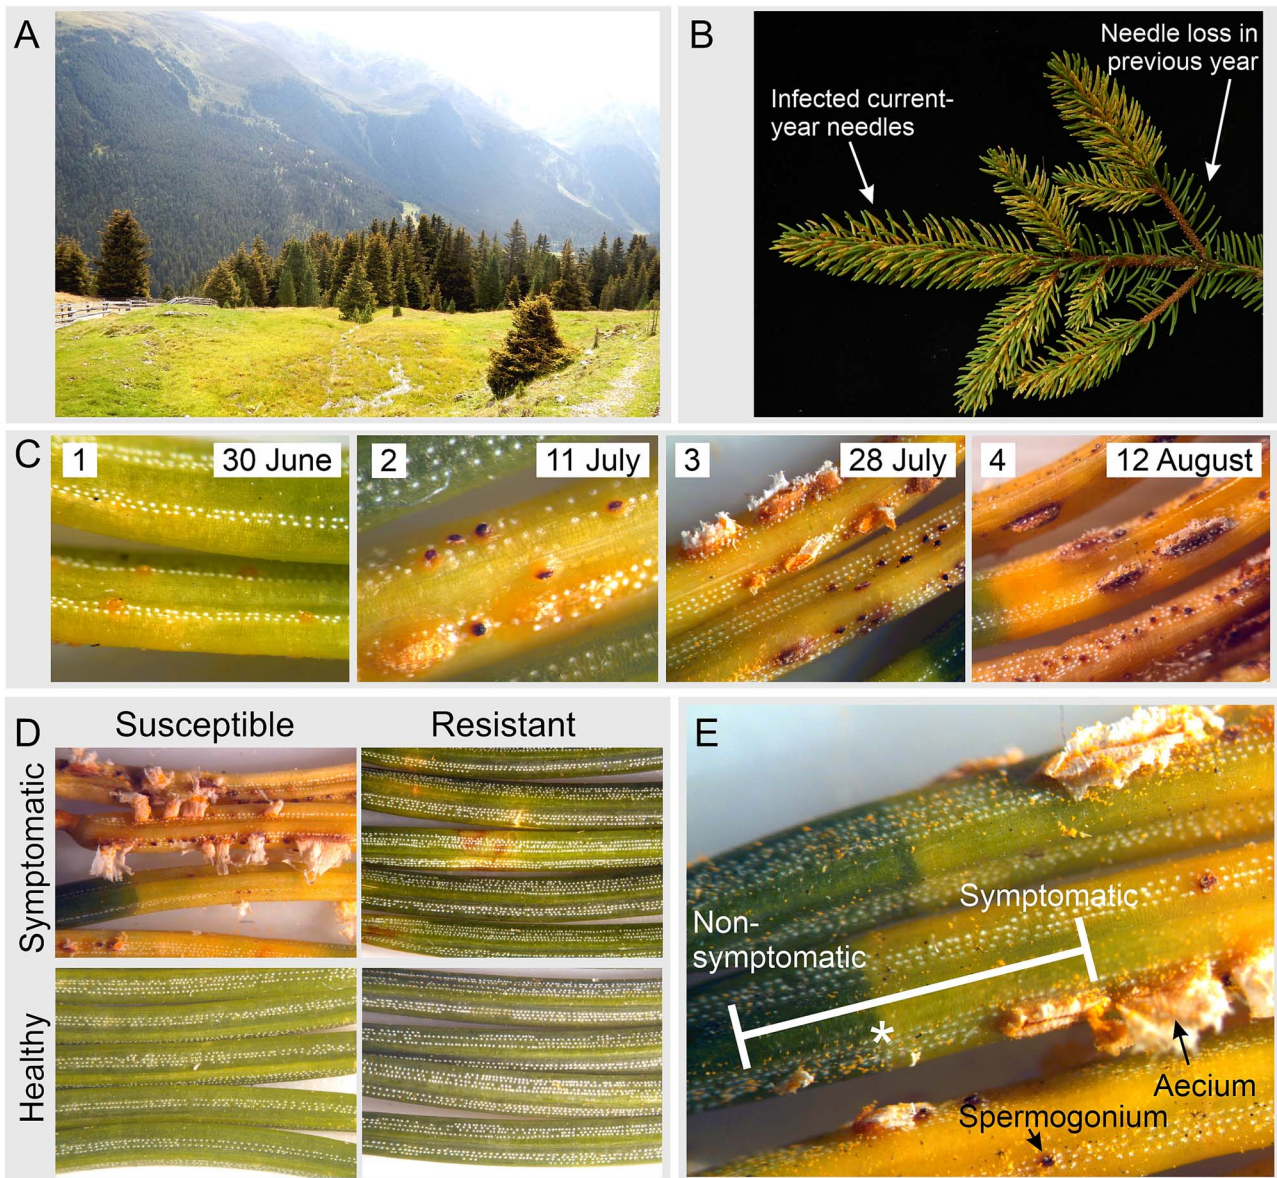 A
B
Needle loss in
previous year
Infected current-
year needles
C
1
30 June
2
11 July
3
28 July
4
12 August
D
Susceptible
Resistant
Symptomatic
Healthy
E
Symptomatic
Non-
symptomatic
*
Aecium
Spermogonium